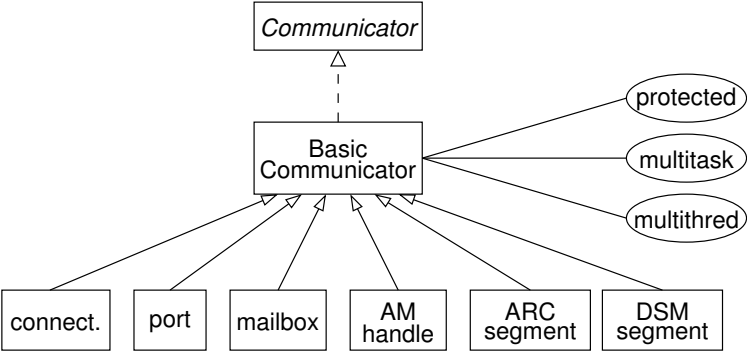 Communicator
protected
Basic
Communicator
multitask
multithred
connect.
port
mailbox
AM
handle
ARC
segment
DSM
segment